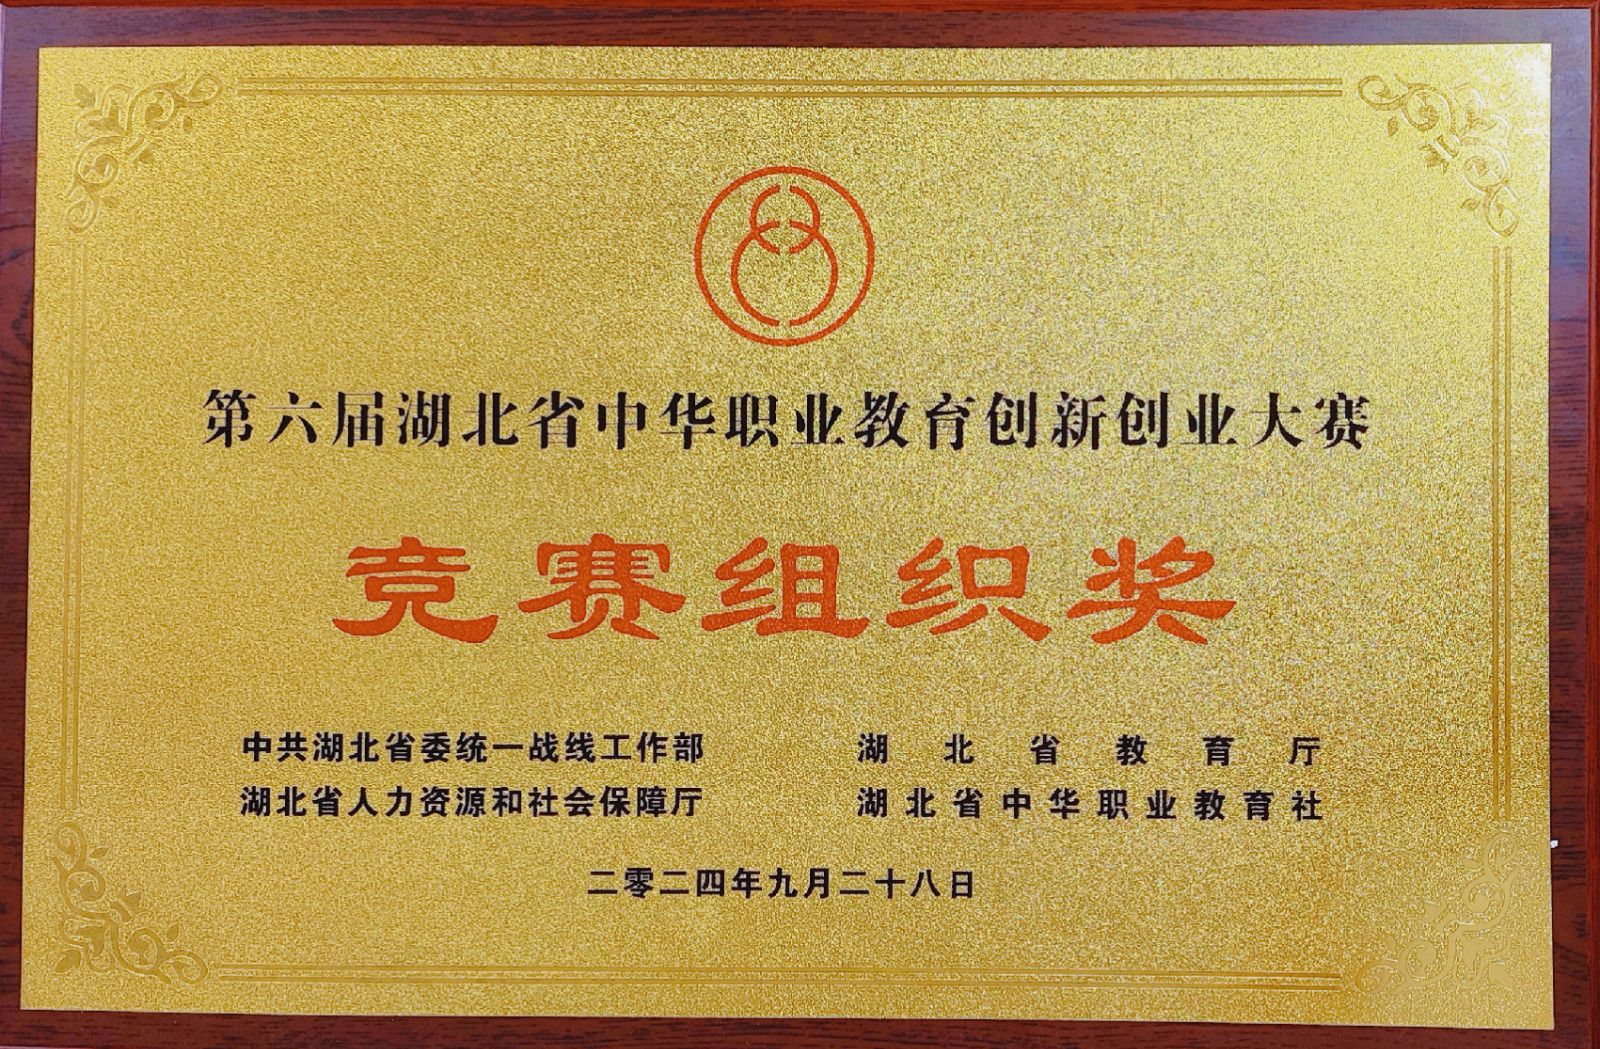 第六届湖北省中华职业教育创新创业大赛
竞赛组织奖
中共湖北省委统一战线工作部 湖北省教育厅
湖北省人力资源和社会保障厅 湖北省中华职业教育社
二零二四年九月二十八日